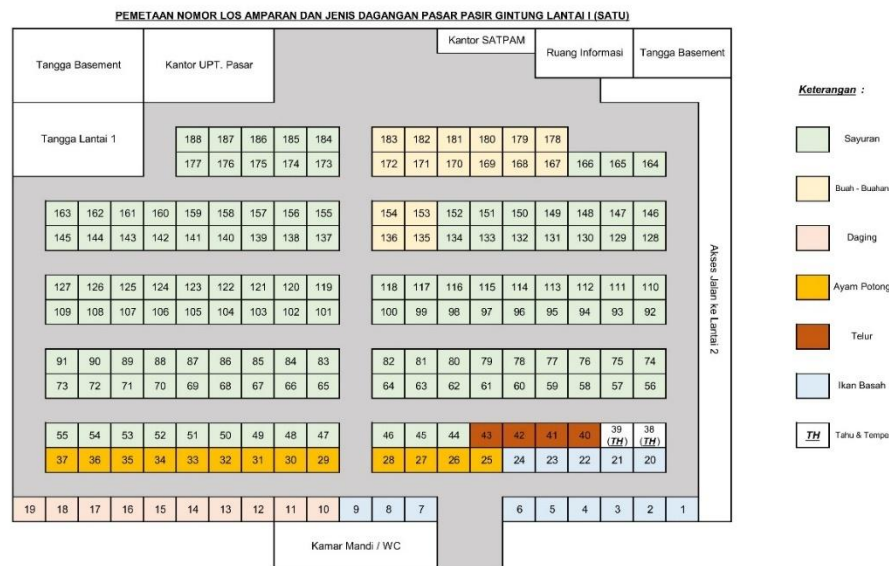 PEMETAAN NOMOR LOS AMPARAN DAN JENIS DAGANGAN PASAR PASIR GINTUNG LANTAI I (SATU)
Tangga Basement
Kantor UPT. Pasar
Kantor SATPAM
Ruang Informasi
Tangga Basement
Tangga Lantai 1
188 187 186 185 184 183 182 181 180 179 178
177 176 175 174 173 172 171 170 169 168 167 166 165 164
163 162 161 160 159 158 157 156 155 154 153 152 151 150 149 148 147 146
145 144 143 142 141 140 139 138 137 136 135 134 133 132 131 130 129 128
127 126 125 124 123 122 121 120 119 118 117 116 115 114 113 112 111 110
109 108 107 106 105 104 103 102 101 100 99 98 97 96 95 94 93 92
91 90 89 88 87 86 85 84 83 82 81 80 79 78 77 76 75 74
73 72 71 70 69 68 67 66 65 64 63 62 61 60 59 58 57 56
55 54 53 52 51 50 49 48 47 46 45 44 43 42 41 40 39 (TH) 38 (TH)
37 36 35 34 33 32 31 30 29 28 27 26 25 24 23 22 21 20
19 18 17 16 15 14 13 12 11 10 9 8 7 6 5 4 3 2 1
Kamar Mandi / WC
Akses Jalan ke Lantai 2
Keterangan :
Sayuran
Buah - Buahan
Daging
Ayam Potong
Telur
Ikan Basah
TH Tahu & Tempe